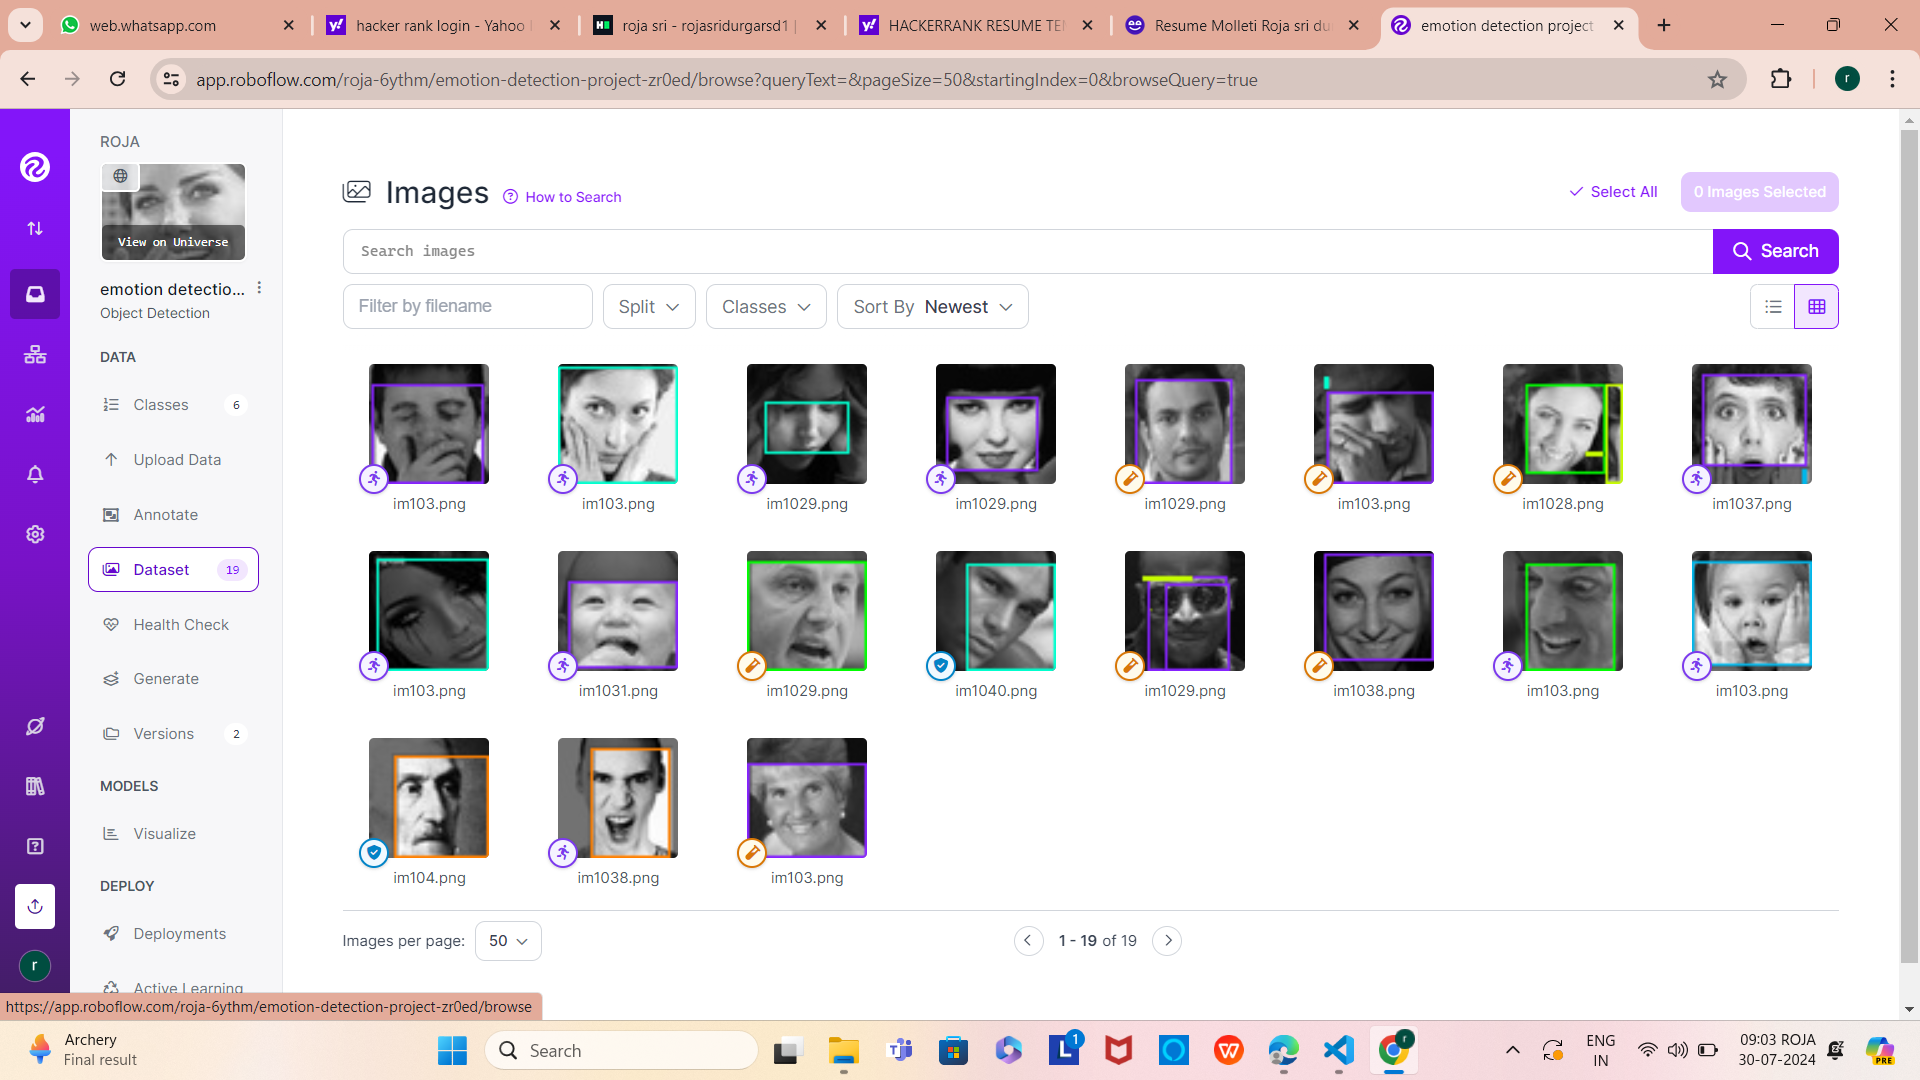 web.whatsapp.com
hacker rank login - Yahoo
roja sri - rojasridurgarsd1 |
HACKERRANK RESUME TE
Resume Molleti Roja sri du
emotion detection project
app.roboflow.com/roja-6ythm/emotion-detection-project-zr0ed/browse?queryText=&pageSize=50&startingIndex=0&browseQuery=true
r
ROJA
View on Universe
emotion detectio...
Object Detection
DATA
Classes 6
Upload Data
Annotate
Dataset 19
Health Check
Generate
Versions 2
MODELS
Visualize
DEPLOY
Deployments
Active Learning
r
Images
How to Search
Select All
0 Images Selected
Search images
Search
Filter by filename
Split
Classes
Sort By Newest
im103.png
im103.png
im1029.png
im1029.png
im1029.png
im103.png
im1028.png
im1037.png
im103.png
im1031.png
im1029.png
im1040.png
im1029.png
im1038.png
im103.png
im103.png
im104.png
im1038.png
im103.png
Images per page: 50
1 - 19 of 19
https://app.roboflow.com/roja-6ythm/emotion-detection-project-zr0ed/browse
Archery
Final result
Search
L
1
W
r
ENG
IN
09:03 ROJA
30-07-2024
PRE